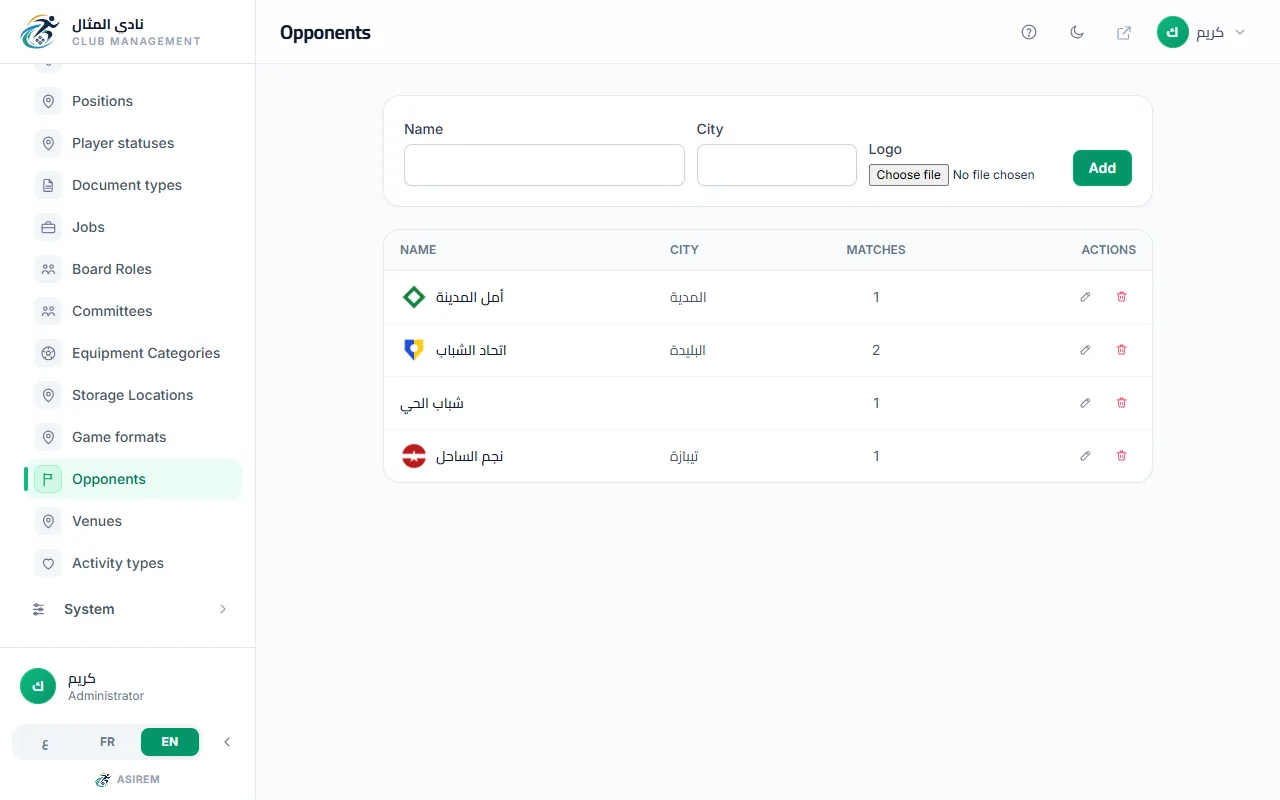 نادي المثال
CLUB MANAGEMENT
Opponents
ك
كريم
Positions
Player statuses
Document types
Jobs
Board Roles
Committees
Equipment Categories
Storage Locations
Game formats
Opponents
Venues
Activity types
System
ك
كريم
Administrator
ع FR EN
ASIREM
Name
City
Logo
Choose file No file chosen
Add
NAME CITY MATCHES ACTIONS
أمل المدينة المدية 1
اتحاد الشباب البليدة 2
شباب الحي 1
نجم الساحل تيبازة 1